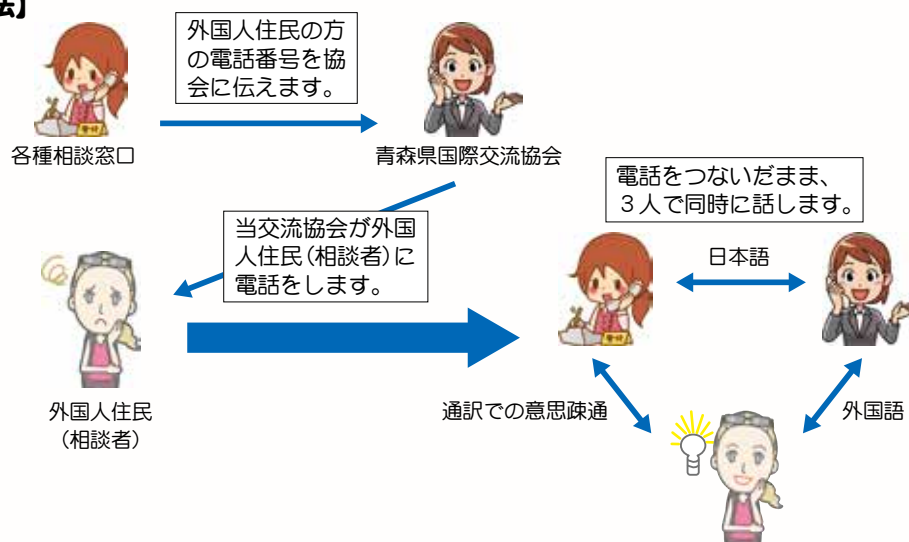 法】
外国人住民の方
の電話番号を協
会に伝えます。
各種相談窓口
青森県国際交流協会
電話をつないだまま、
３人で同時に話します。
当交流協会が外国
人住民(相談者)に
電話をします。
日本語
外国人住民
（相談者）
通訳での意思疎通
外国語